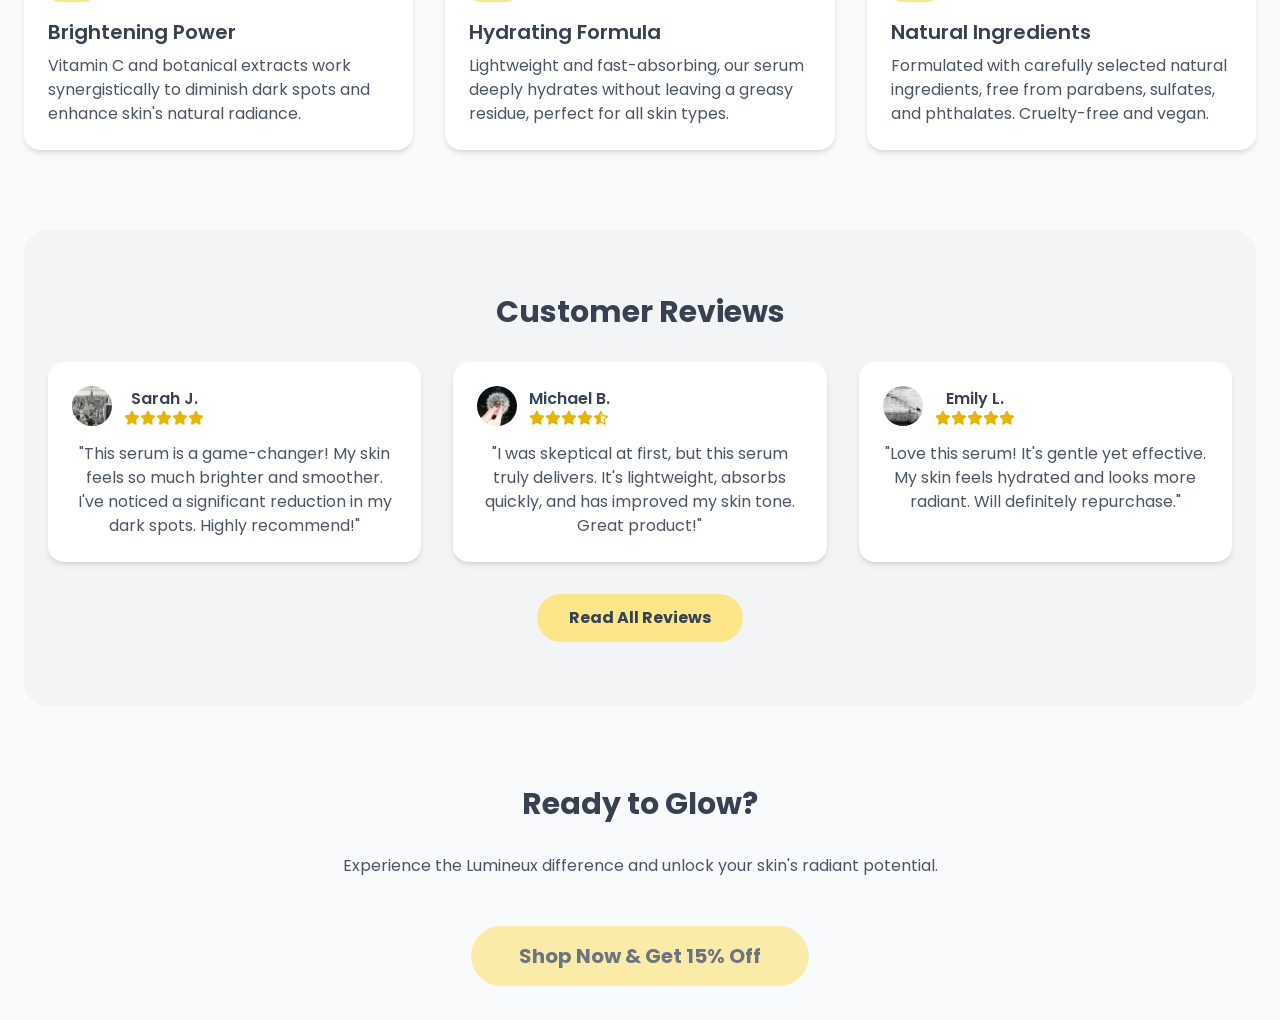 Brightening Power
Vitamin C and botanical extracts work
synergistically to diminish dark spots and
enhance skin's natural radiance.
Hydrating Formula
Lightweight and fast-absorbing, our serum
deeply hydrates without leaving a greasy
residue, perfect for all skin types.
Natural Ingredients
Formulated with carefully selected natural
ingredients, free from parabens, sulfates,
and phthalates. Cruelty-free and vegan.
Customer Reviews
Sarah J.
"This serum is a game-changer! My skin
feels so much brighter and smoother.
I've noticed a significant reduction in my
dark spots. Highly recommend!"
Michael B.
"I was skeptical at first, but this serum
truly delivers. It's lightweight, absorbs
quickly, and has improved my skin tone.
Great product!"
Emily L.
"Love this serum! It's gentle yet effective.
My skin feels hydrated and looks more
radiant. Will definitely repurchase."
Read All Reviews
Ready to Glow?
Experience the Lumineux difference and unlock your skin's radiant potential.
Shop Now & Get 15% Off